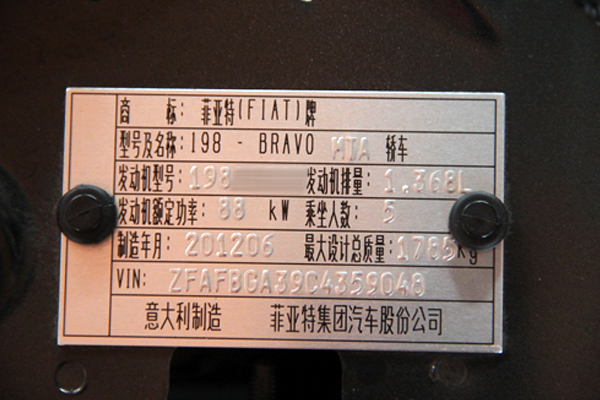 商 标: 菲亚特(FIAT)牌
型号及名称: 198 - BRAVO MTA 轿车
发动机型号: 198 发动机排量: 1.368L
发动机额定功率: 88 kW 乘坐人数: 5
制造年月: 201206 最大设计总质量: 1785kg
VIN: ZFAFBGA39C4359048
意大利制造 菲亚特集团汽车股份公司